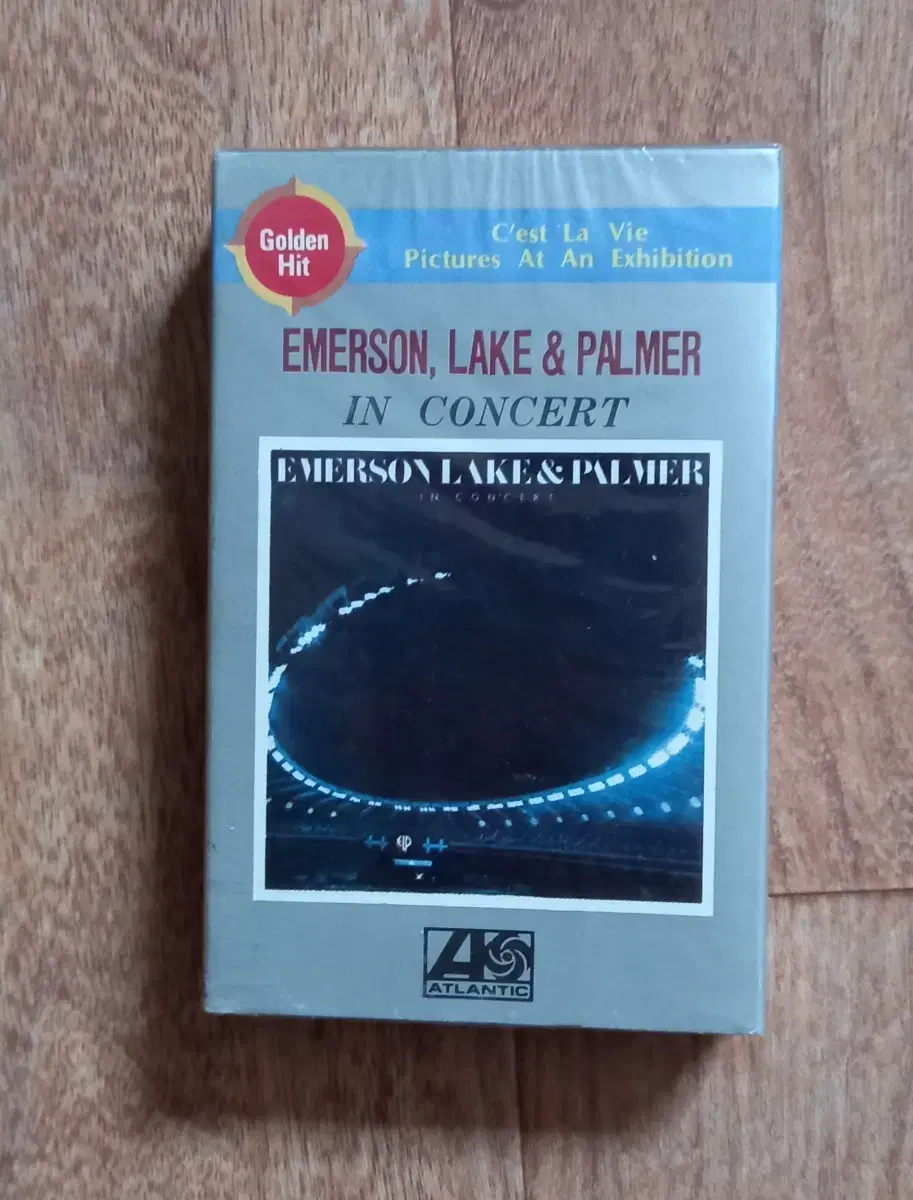 Golden
Hit
C'est La Vie
Pictures At An Exhibition
EMERSON, LAKE & PALMER
IN CONCERT
EMERSON LAKE & PALMER
IN CONCERT
ELP
ATLANTIC